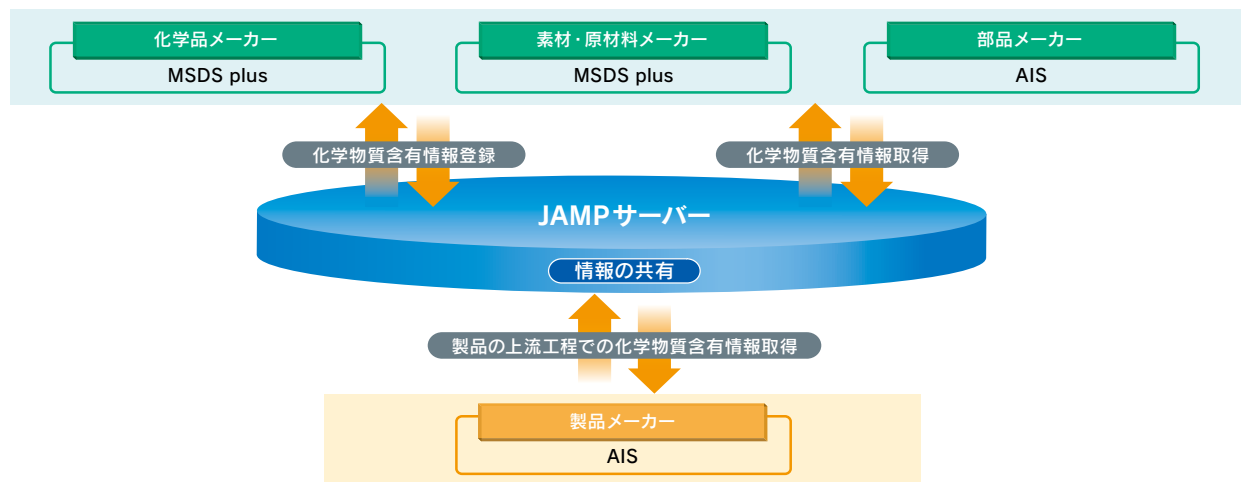 化学品メーカー
MSDS plus
素材・原材料メーカー
MSDS plus
部品メーカー
AIS
化学物質含有情報登録
化学物質含有情報取得
JAMPサーバー
情報の共有
製品の上流工程での化学物質含有情報取得
製品メーカー
AIS